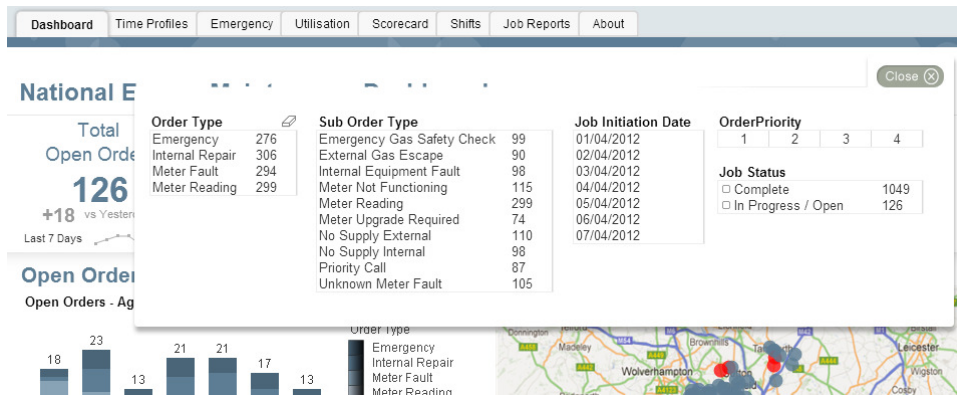 Dashboard Time Profiles Emergency Utilisation Scorecard Shifts Job Reports About
Close
National E
Total
Open Orde
126
+18 vs Yester
Last 7 Days
Order Type
Emergency 276
Internal Repair 306
Meter Fault 294
Meter Reading 299
Sub Order Type
Emergency Gas Safety Check 99
External Gas Escape 90
Internal Equipment Fault 98
Meter Not Functioning 115
Meter Reading 299
Meter Upgrade Required 74
No Supply External 110
No Supply Internal 98
Priority Call 87
Unknown Meter Fault 105
Job Initiation Date
01/04/2012
02/04/2012
03/04/2012
04/04/2012
05/04/2012
06/04/2012
07/04/2012
OrderPriority
1 2 3 4
Job Status
Complete 1049
In Progress / Open 126
Open Order
Open Orders - Ag
18 23 13 21 21 17 13
Order Type
Emergency
Internal Repair
Meter Fault
Meter Reading
Donnington
Madeley
M54
Brownhills
Leicester
Wolverhampton
Wigston
Cosby